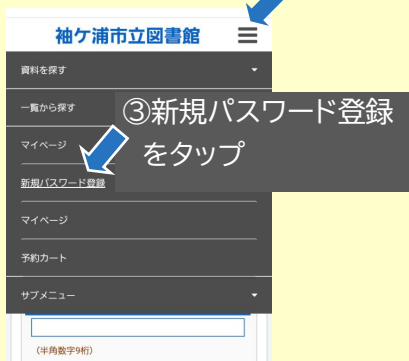 袖ケ浦市立図書館
資料を探す
一覧から探す
③新規パスワード登録
をタップ
マイページ
新規パスワード登録
マイページ
予約カート
サブメニュー
(半角数字9桁)